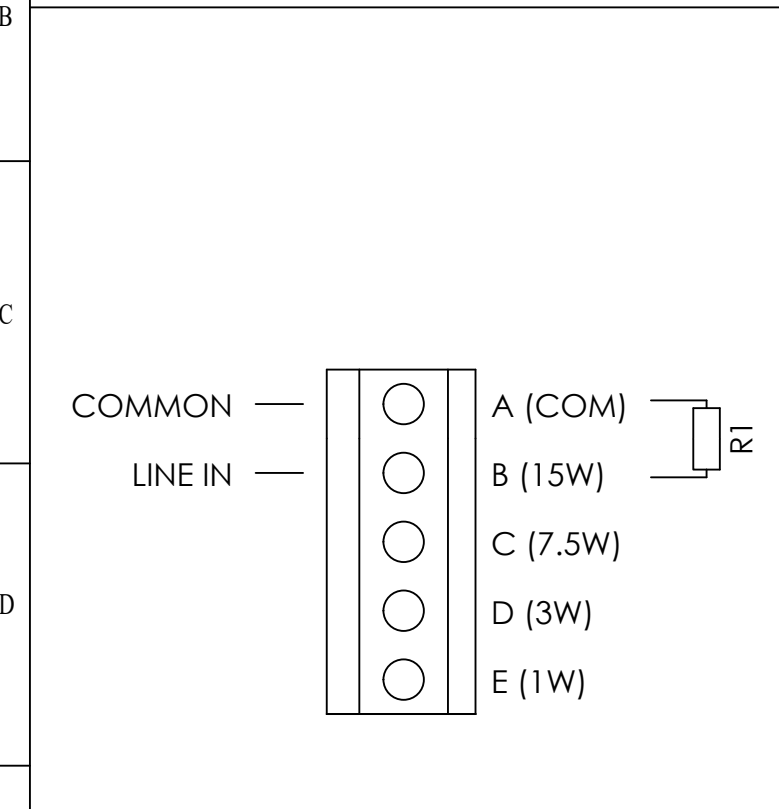 B
C
COMMON
A (COM)
R1
LINE IN
B (15W)
C (7.5W)
D
D (3W)
E (1W)